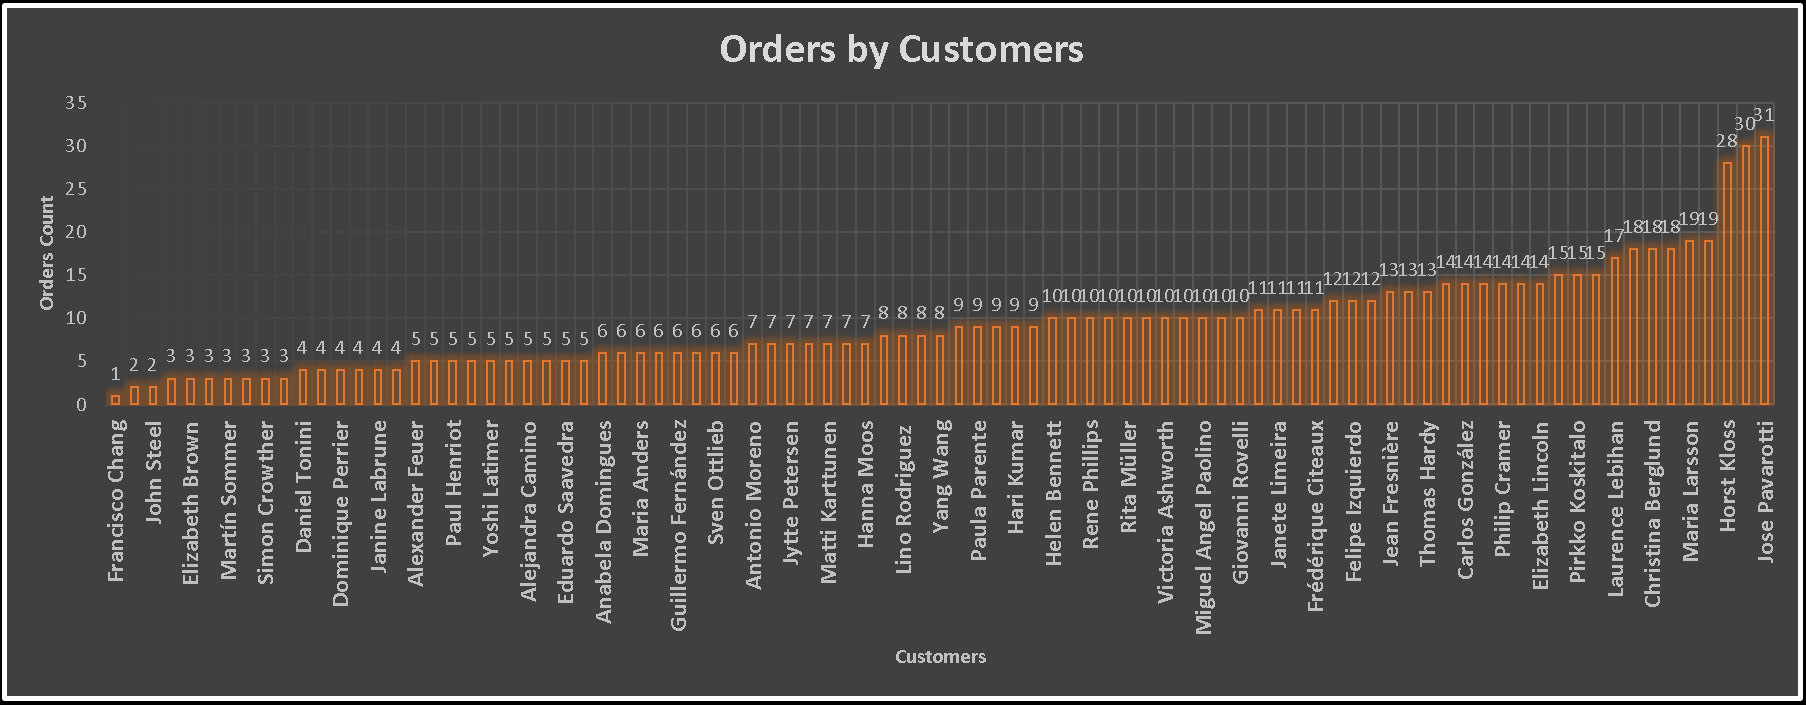 Orders by Customers
Orders Count
35
30
25
20
15
10
5
0
1 2 2 3 3 3 3 3 3 3 4 4 4 4 4 4 5 5 5 5 5 5 5 5 5 5 6 6 6 6 6 6 6 6 7 7 7 7 7 7 7 8 8 8 8 9 9 9 9 9 10 10 10 10 10 10 10 10 10 10 10 11 11 11 11 12 12 12 13 13 13 14 14 14 14 14 14 15 15 15 17 18 18 18 19 19 28 30 31
Francisco Chang
John Steel
Elizabeth Brown
Martín Sommer
Simon Crowther
Daniel Tonini
Dominique Perrier
Janine Labrune
Alexander Feuer
Paul Henriot
Yoshi Latimer
Alejandra Camino
Eduardo Saavedra
Anabela Domingues
Maria Anders
Guillermo Fernández
Sven Ottlieb
Antonio Moreno
Jytte Petersen
Matti Karttunen
Hanna Moos
Lino Rodriguez
Yang Wang
Paula Parente
Hari Kumar
Helen Bennett
Rene Phillips
Rita Müller
Victoria Ashworth
Miguel Angel Paolino
Giovanni Rovelli
Janete Limeira
Frédérique Citeaux
Felipe Izquierdo
Jean Fresnière
Thomas Hardy
Carlos González
Philip Cramer
Elizabeth Lincoln
Pirkko Koskitalo
Laurence Lebihan
Christina Berglund
Maria Larsson
Horst Kloss
Jose Pavarotti
Customers